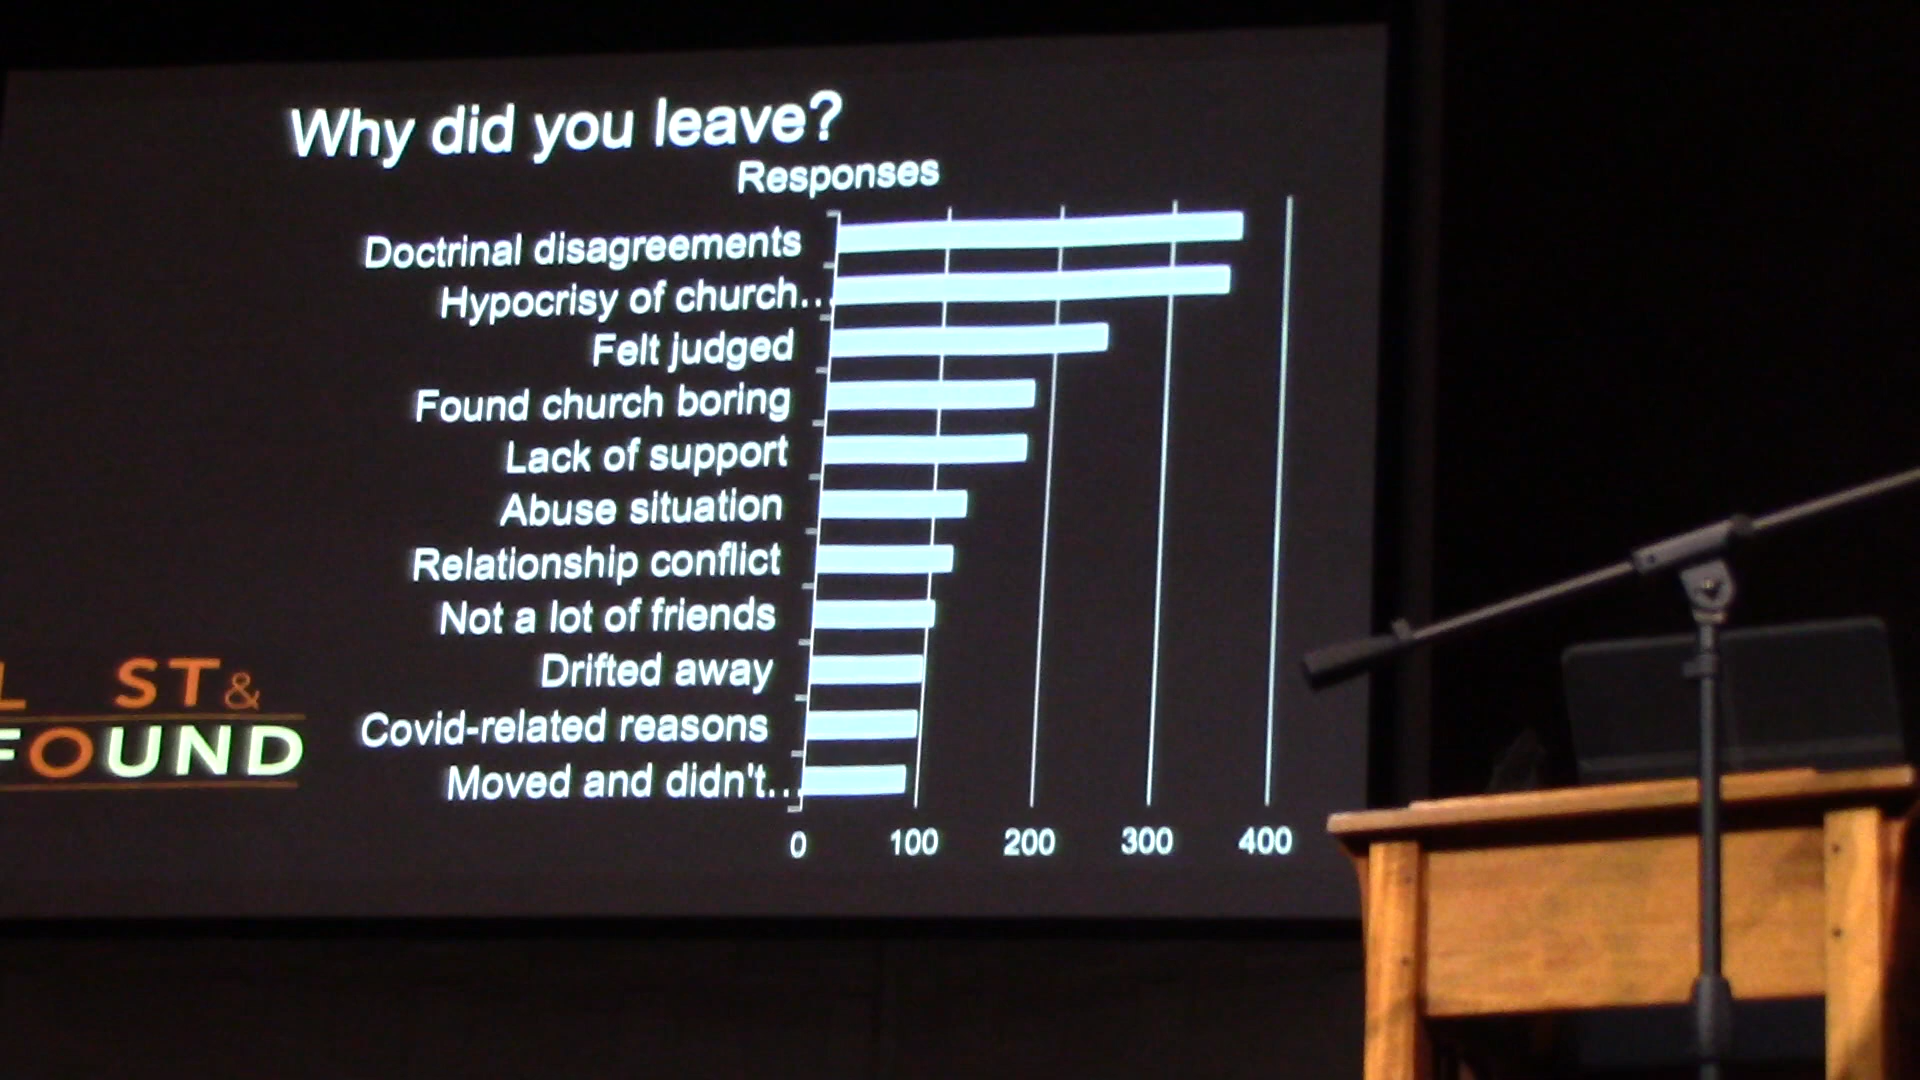 Why did you leave?
Responses
Doctrinal disagreements
Hypocrisy of church...
Felt judged
Found church boring
Lack of support
Abuse situation
Relationship conflict
Not a lot of friends
Drifted away
Covid-related reasons
Moved and didn't...
0 100 200 300 400
L ST&
FOUND